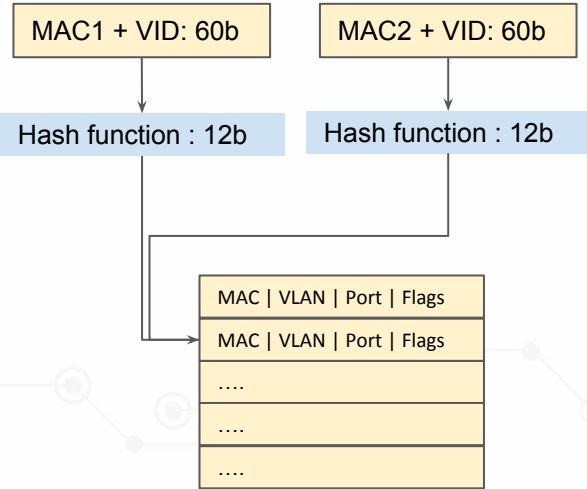 MAC1 + VID: 60b
MAC2 + VID: 60b
Hash function : 12b
Hash function : 12b
MAC | VLAN | Port | Flags
MAC | VLAN | Port | Flags
....
....
....